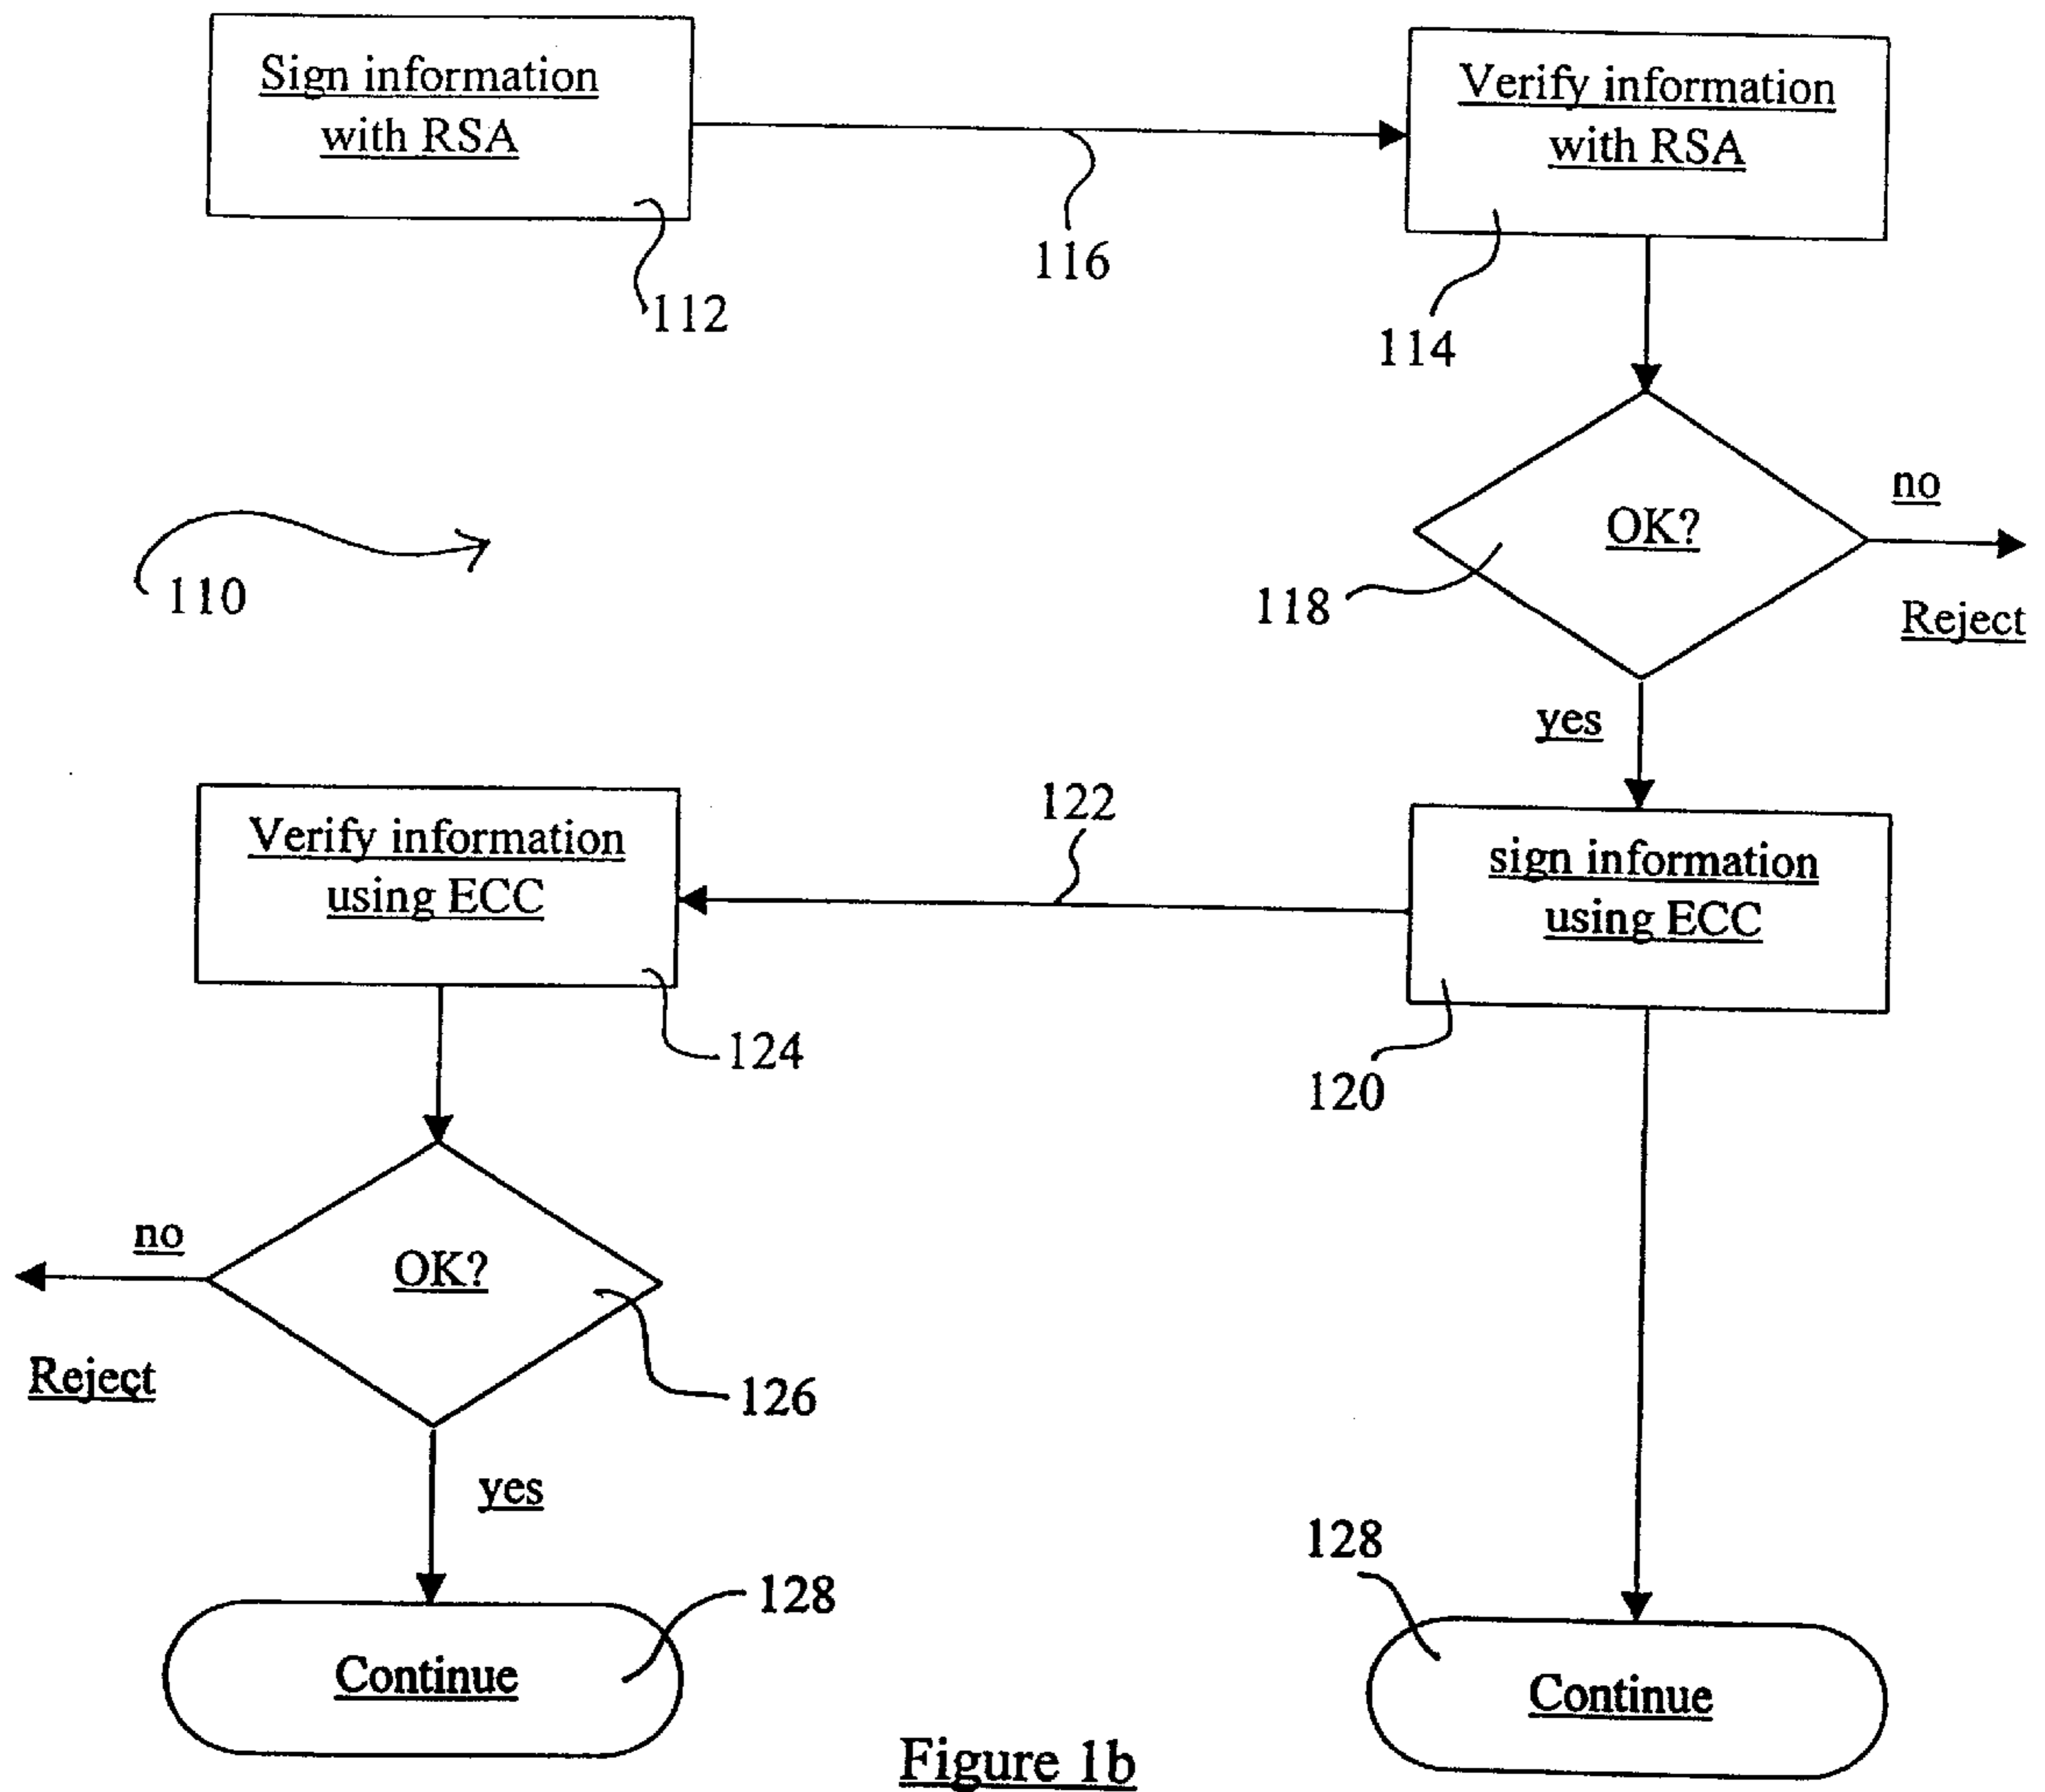 Sign information
with RSA
Verify information
with RSA
116
112
114
no
OK?
110
118
Reject
yes
122
Verify information
using ECC
sign information
using ECC
124
120
no
OK?
Reject
126
yes
128
128
Continue
Continue
Figure 1b